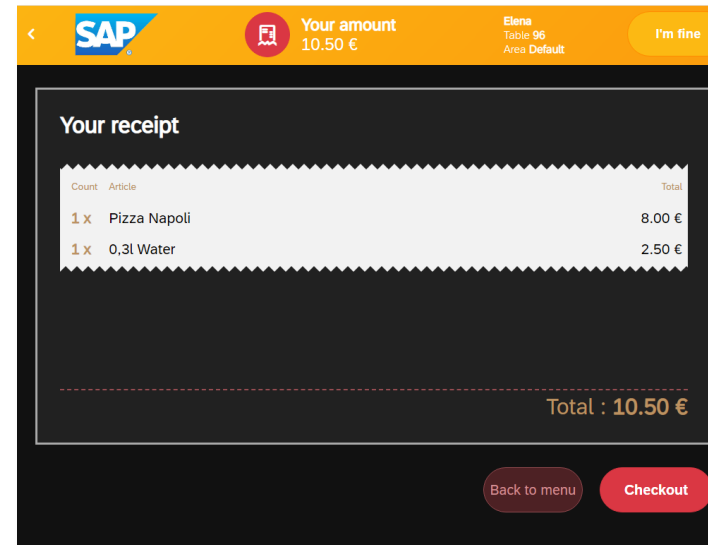 SAP
Your amount
10.50 €
Elena
Table 96
Area Default
I'm fine
Your receipt
Count Article Total
1 x Pizza Napoli 8.00 €
1 x 0,3l Water 2.50 €
Total : 10.50 €
Back to menu
Checkout